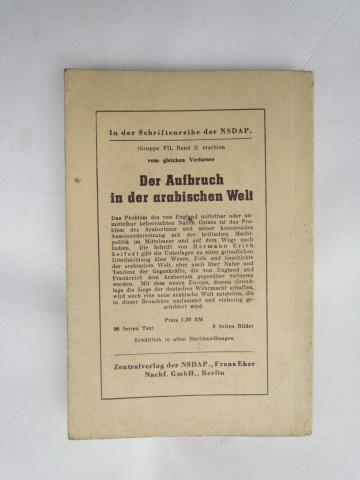 In der Schriftenreihe der NSDAP.
(Gruppe VII, Band 3) erschien
vom gleichen Verfasser
Der Aufbruch
in der arabischen Welt
Das Problem des von England mittelbar oder un-
mittelbar beherrschten Nahen Ostens ist das Pro-
blem des Arabertums und seiner kommenden
Auseinandersetzung mit der britischen Macht-
politik im Mittelmeer und auf dem Wege nach
Indien. Die Schrift von Hermann Erich
Seifert gibt die Unterlagen zu einer gründlichen
Urteilsbildung über Wesen, Ziele und Geschichte
der arabischen Welt, aber auch über Natur und
Tendenz der Gegenkräfte, die von England und
Frankreich dem Arabertum gegenüber vertreten
werden. Mit dem neuen Europa, dessen Grund-
lage die Siege der deutschen Wehrmacht schaffen,
wird auch eine neue arabische Welt entstehen, die
in dieser Broschüre umfassend und vielseitig ge-
schildert wird.
Preis 1,20 RM
96 Seiten Text 8 Seiten Bilder
Erhältlich in allen Buchhandlungen
Zentralverlag der NSDAP., Franz Eher
Nachf. GmbH., Berlin